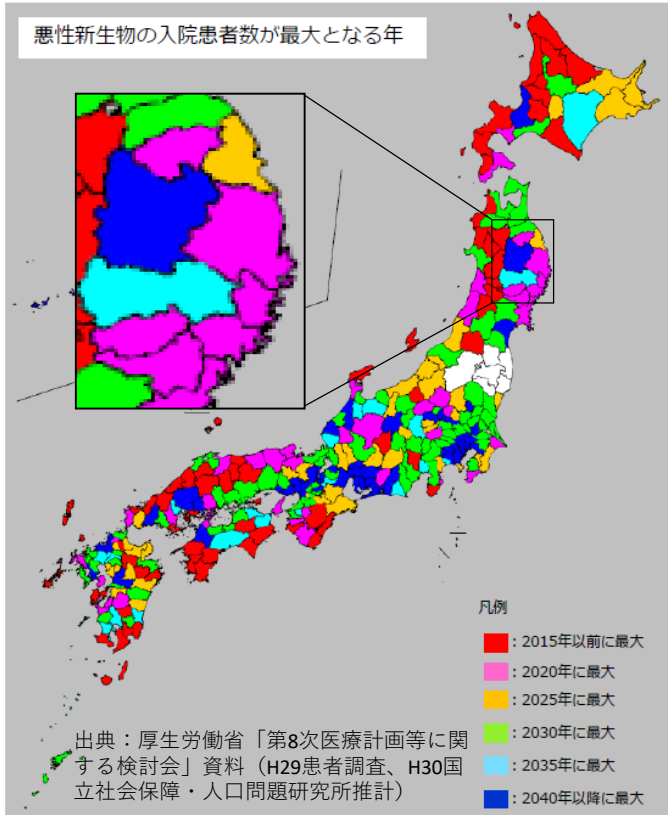 悪性新生物の入院患者数が最大となる年
凡例
：2015年以前に最大
：2020年に最大
：2025年に最大
：2030年に最大
：2035年に最大
：2040年以降に最大
出典：厚生労働省「第8次医療計画等に関
する検討会」資料（H29患者調査、H30国
立社会保障・人口問題研究所推計）